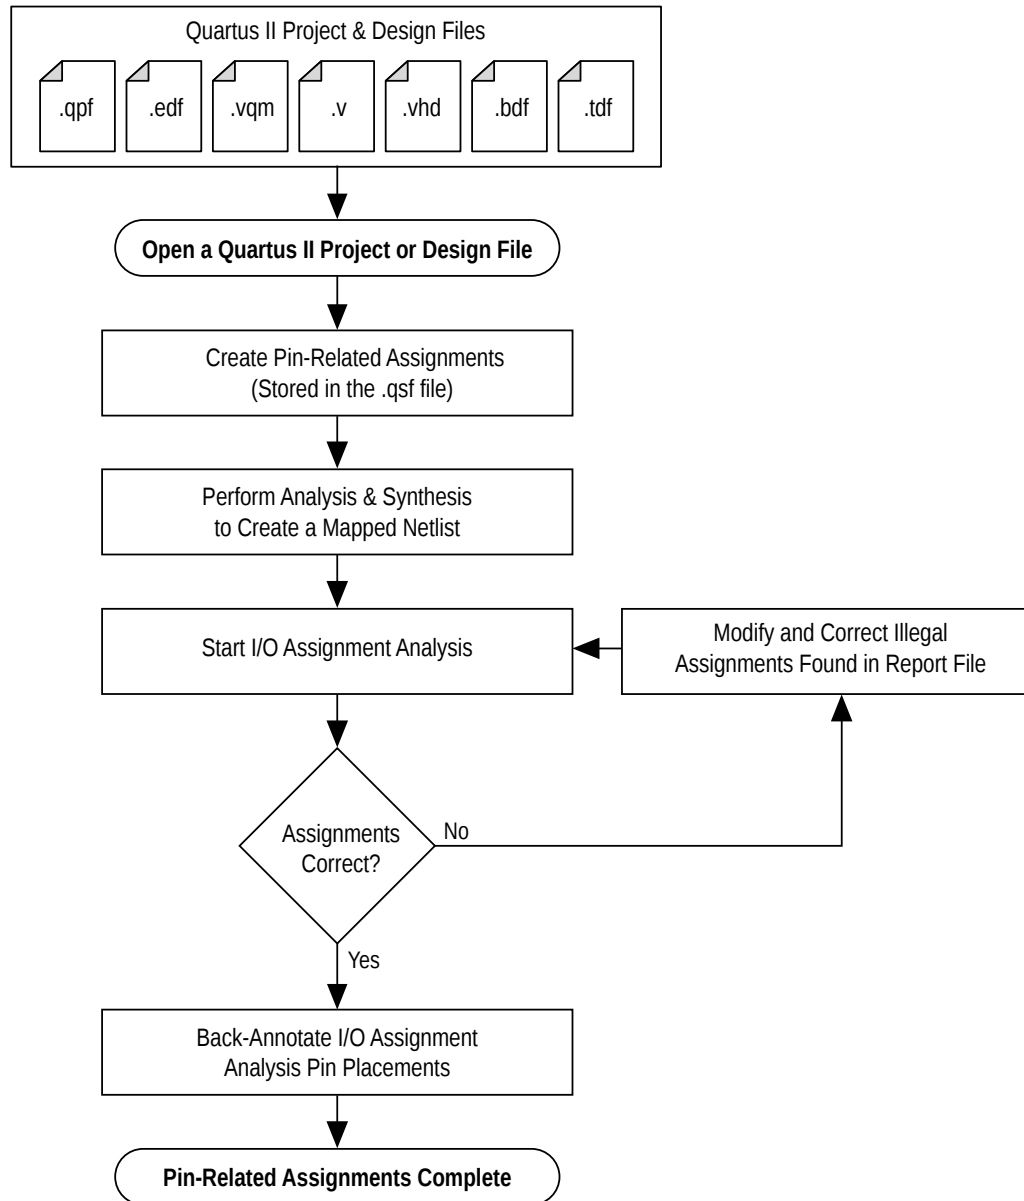 Quartus II Project & Design Files
.qpf
.edf
.vqm
.v
.vhd
.bdf
.tdf
Open a Quartus II Project or Design File
Create Pin-Related Assignments
(Stored in the .qsf file)
Perform Analysis & Synthesis
to Create a Mapped Netlist
Start I/O Assignment Analysis
Modify and Correct Illegal
Assignments Found in Report File
Assignments
Correct?
No
Yes
Back-Annotate I/O Assignment
Analysis Pin Placements
Pin-Related Assignments Complete